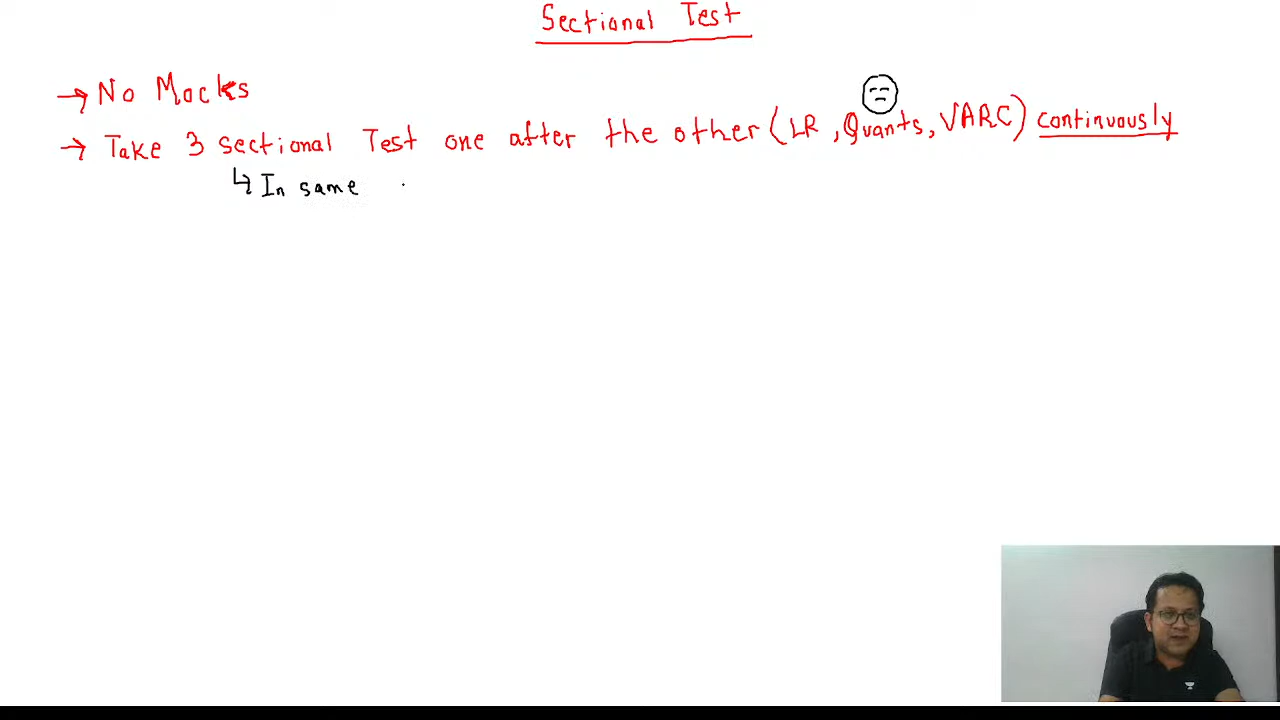 Sectional Test
→ No Mocks
→ Take 3 sectional Test one after the other (LR, Quants, VARC) continuously
↳ In same